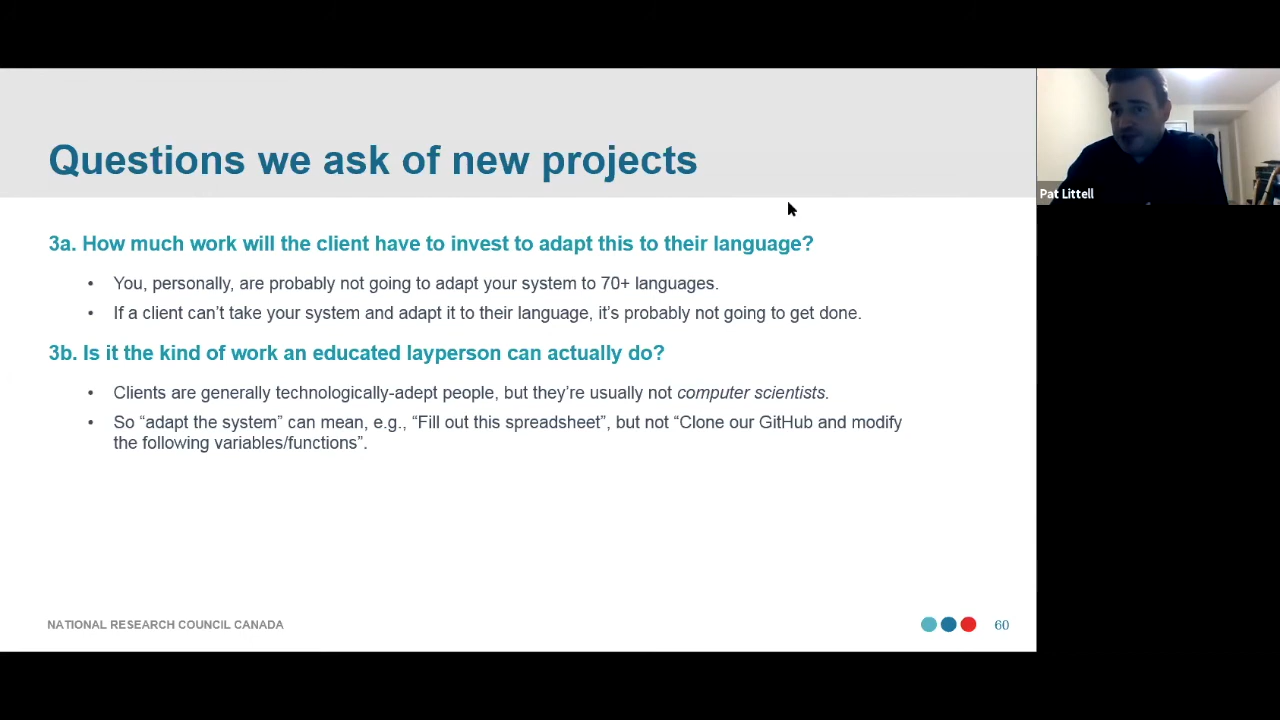 Questions we ask of new projects
Pat Littell
3a. How much work will the client have to invest to adapt this to their language?
• You, personally, are probably not going to adapt your system to 70+ languages.
• If a client can’t take your system and adapt it to their language, it’s probably not going to get done.
3b. Is it the kind of work an educated layperson can actually do?
• Clients are generally technologically-adept people, but they’re usually not computer scientists.
• So “adapt the system” can mean, e.g., “Fill out this spreadsheet”, but not “Clone our GitHub and modify
the following variables/functions”.
NATIONAL RESEARCH COUNCIL CANADA
60